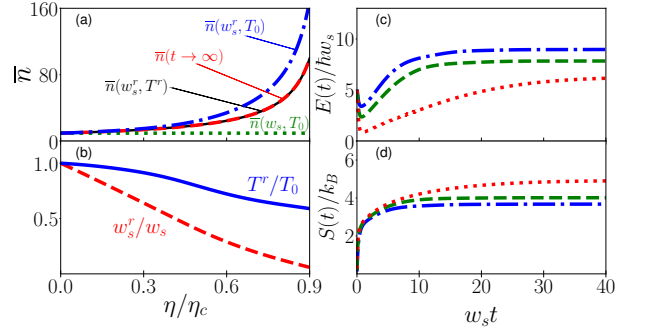 160
80
0
n̅
(a)
n̅(w_s^r, T_0)
n̅(t → ∞)
n̅(w_s^r, T^r)
n̅(w_s, T_0)
1.0
0.5
(b)
T^r/T_0
w_s^r/w_s
0.0 0.3 0.6 0.9
η/η_c
10
5
0
E(t)/ħw_s
(c)
6
4
2
S(t)/k_B
(d)
0 10 20 30 40
w_s t